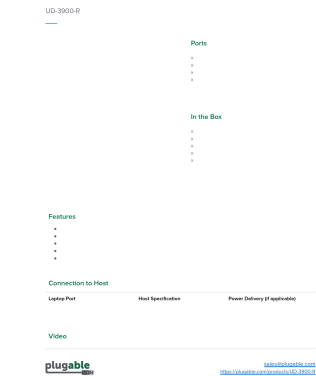 UD-3900-R
Ports
In the Box
Features
Connection to Host
Laptop Port Host Specification Power Delivery (if applicable)
Video
plugable
sales@plugable.com
https://plugable.com/products/UD-3900-R